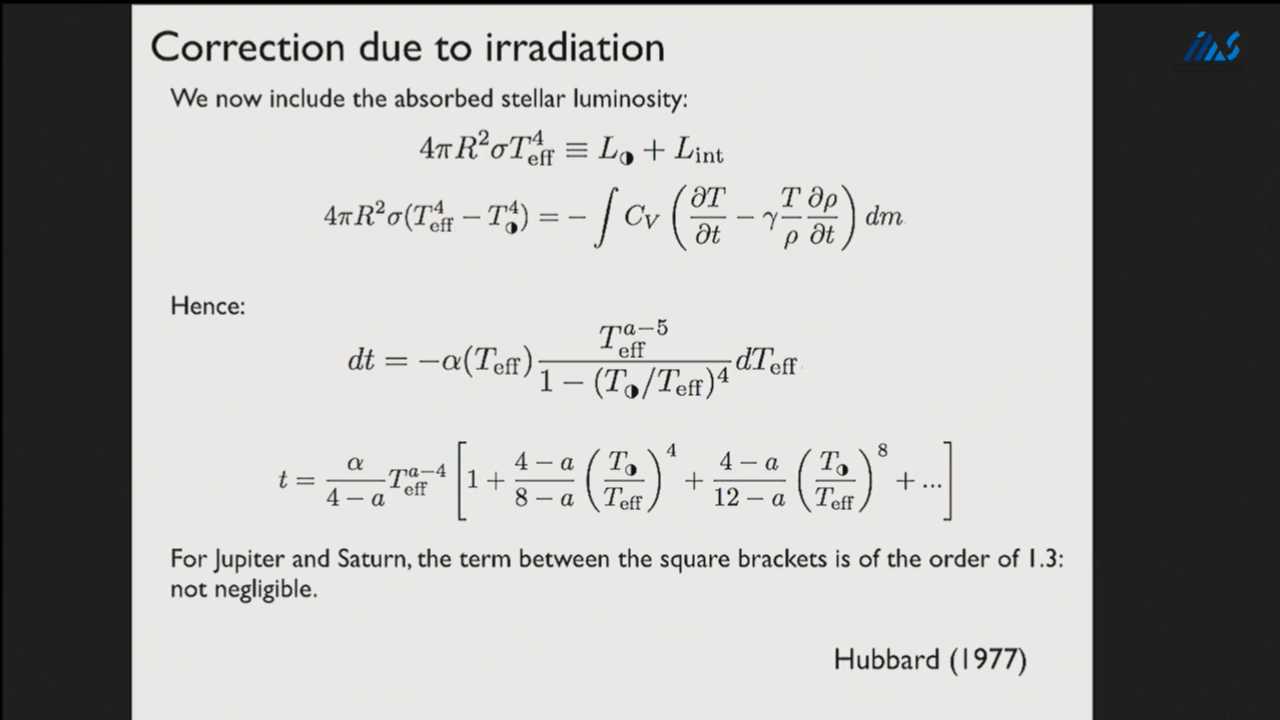 Correction due to irradiation
IIAS
We now include the absorbed stellar luminosity:
4πR²σT⁴_eff ≡ L_◑ + L_int
4πR²σ(T⁴_eff − T⁴_◑) = − ∫ C_V (∂T/∂t − γ T/ρ ∂ρ/∂t) dm
Hence:
dt = −α(T_eff) T_eff^{a−5} / (1 − (T_◑/T_eff)⁴) dT_eff
t = α/(4 − a) T_eff^{a−4} [1 + (4 − a)/(8 − a) (T_◑/T_eff)⁴ + (4 − a)/(12 − a) (T_◑/T_eff)⁸ + ...]
For Jupiter and Saturn, the term between the square brackets is of the order of 1.3:
not negligible.
Hubbard (1977)